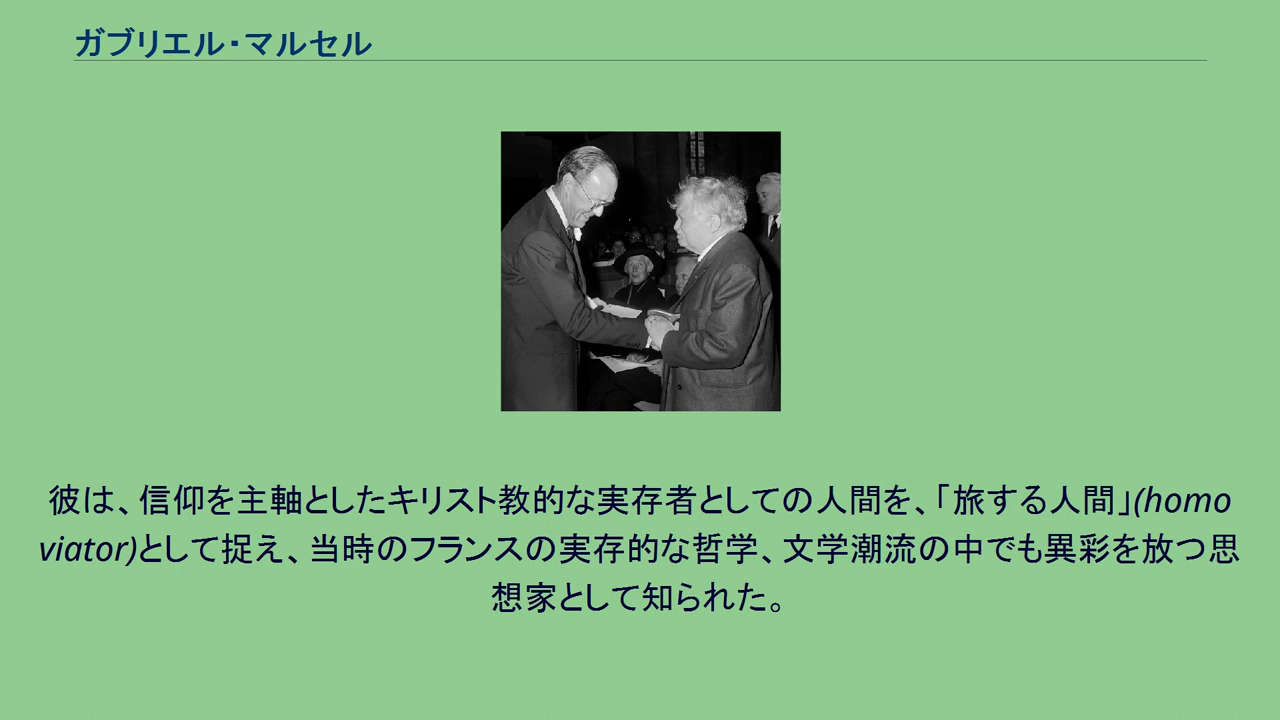 ガブリエル・マルセル
彼は、信仰を主軸としたキリスト教的な実存者としての人間を、「旅する人間」(homo
viator)として捉え、当時のフランスの実存的な哲学、文学潮流の中でも異彩を放つ思
想家として知られた。